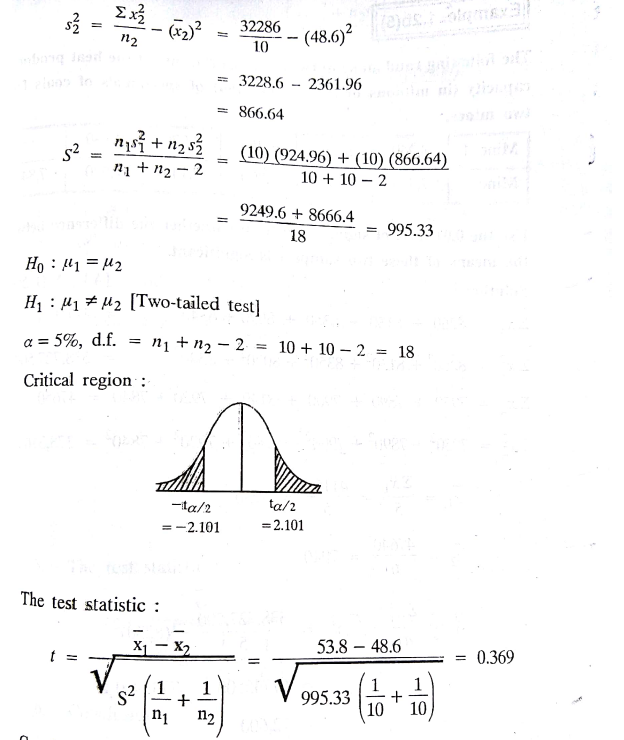 s₂² = Σx₂²/n₂ − (x̄₂)² = 32286/10 − (48.6)²
= 3228.6 − 2361.96
= 866.64
S² = (n₁s₁² + n₂s₂²)/(n₁ + n₂ − 2) = ((10) (924.96) + (10) (866.64))/(10 + 10 − 2)
= (9249.6 + 8666.4)/18 = 995.33
H₀ : μ₁ = μ₂
H₁ : μ₁ ≠ μ₂ [Two-tailed test]
α = 5%, d.f. = n₁ + n₂ − 2 = 10 + 10 − 2 = 18
Critical region :
−tα/2 tα/2
= −2.101 = 2.101
The test statistic :
t = (x̄₁ − x̄₂)/√(S² (1/n₁ + 1/n₂)) = (53.8 − 48.6)/√(995.33 (1/10 + 1/10)) = 0.369